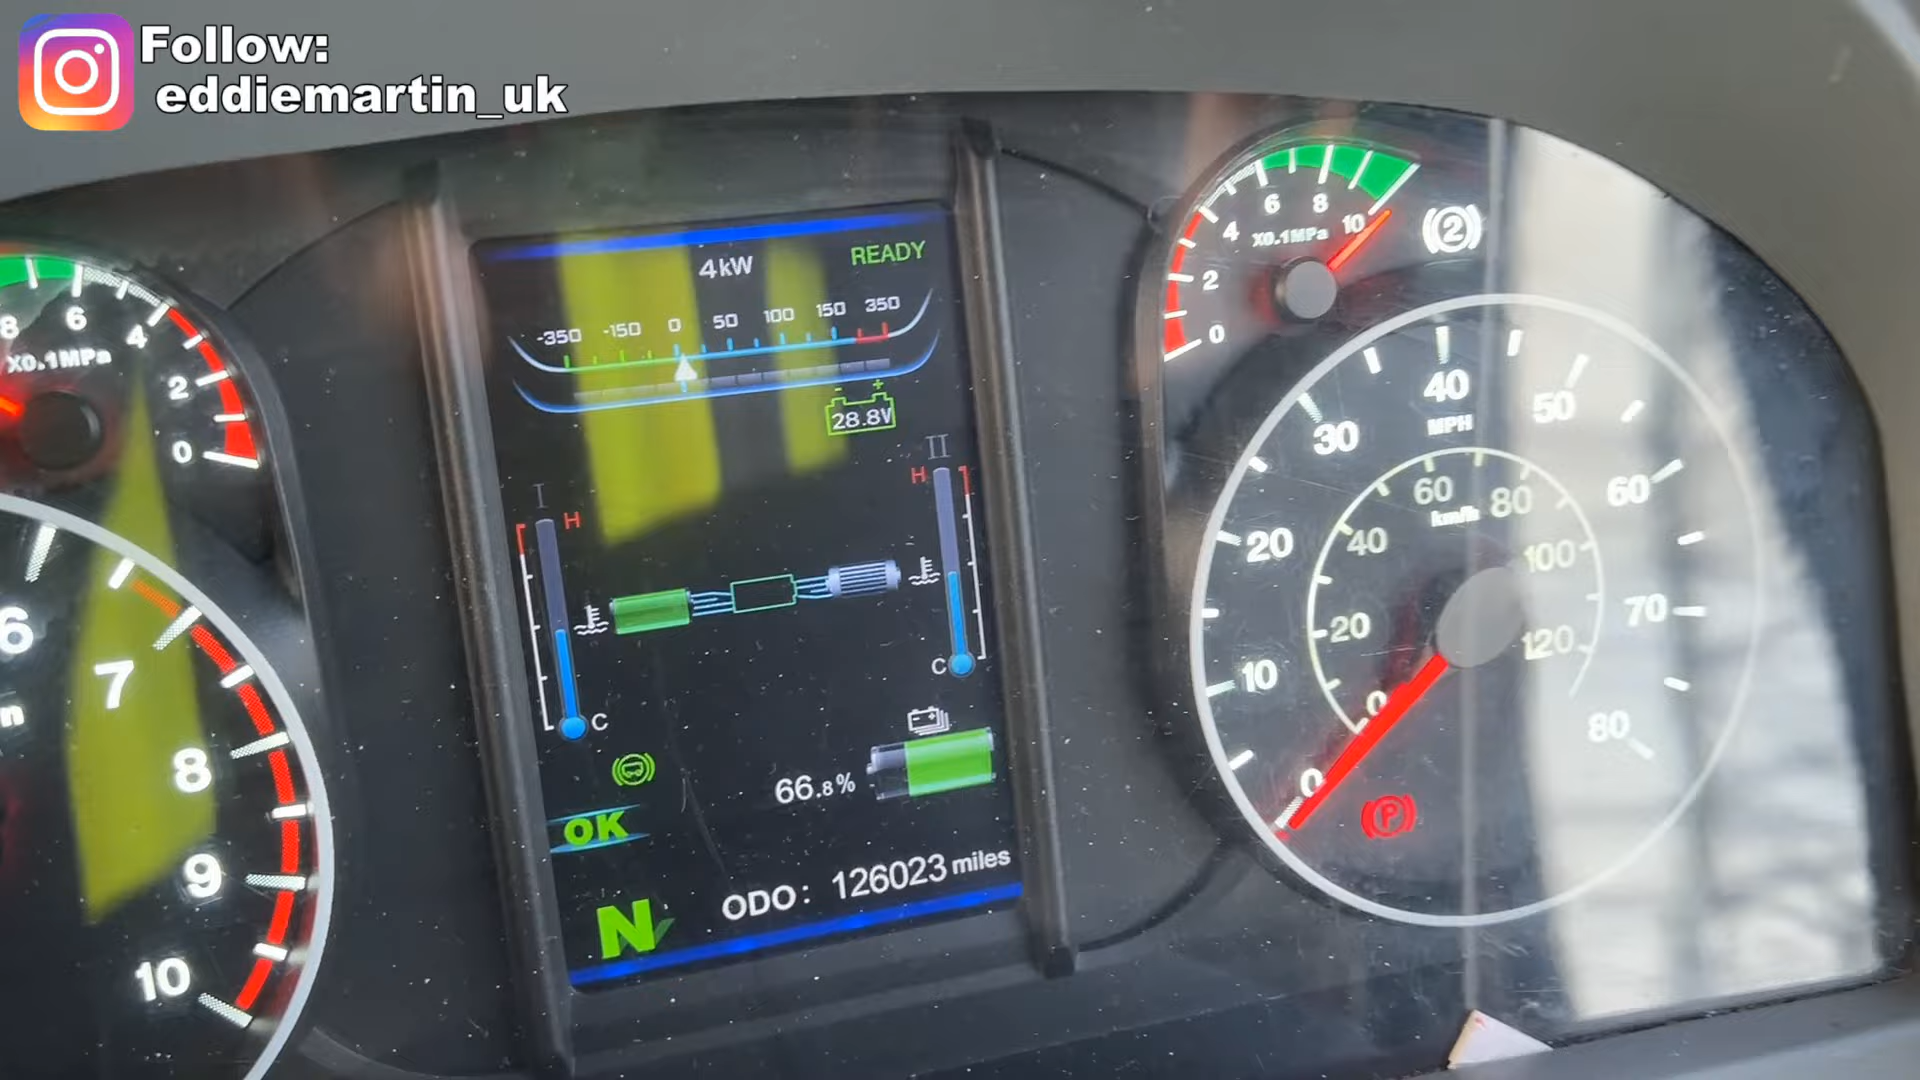 Follow:
eddiemartin_uk
4kW
READY
-350 -150 0 50 100 150 350
- +
28.8V
I
H
C
II
H
C
66.8%
OK
N
ODO: 126023 miles
8 6 4 2 0
X0.1MPa
6
7
8
9
10
n
0 2 4 6 8 10
X0.1MPa
2
0 10 20 30 40 50 60 70 80
MPH
0 20 40 60 80 100 120
km/h
P